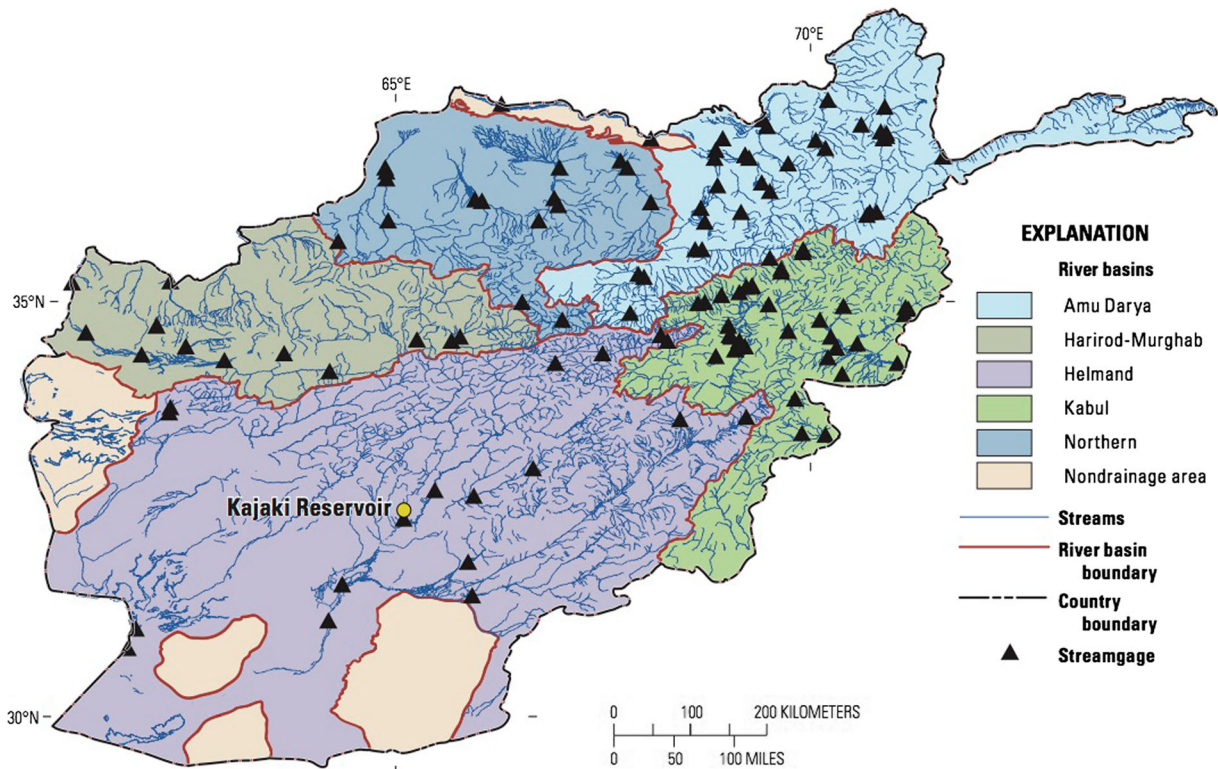 70°E
65°E
35°N
30°N
Kajaki Reservoir
EXPLANATION
River basins
Amu Darya
Harirod-Murghab
Helmand
Kabul
Northern
Nondrainage area
Streams
River basin
boundary
Country
boundary
Streamgage
0 100 200 KILOMETERS
0 50 100 MILES